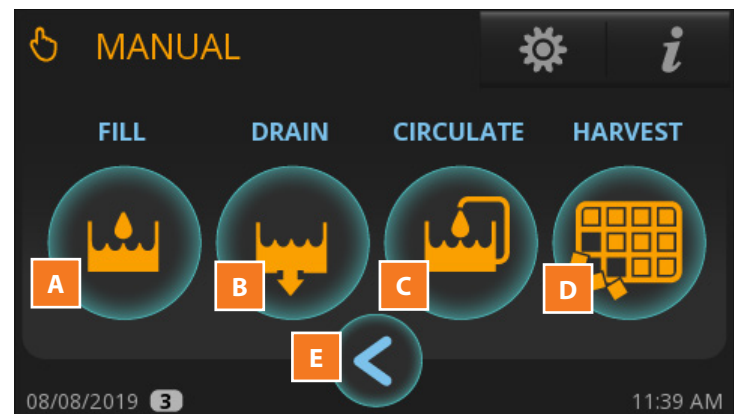 MANUAL i
FILL DRAIN CIRCULATE HARVEST
A B C D
E
08/08/2019 3 11:39 AM